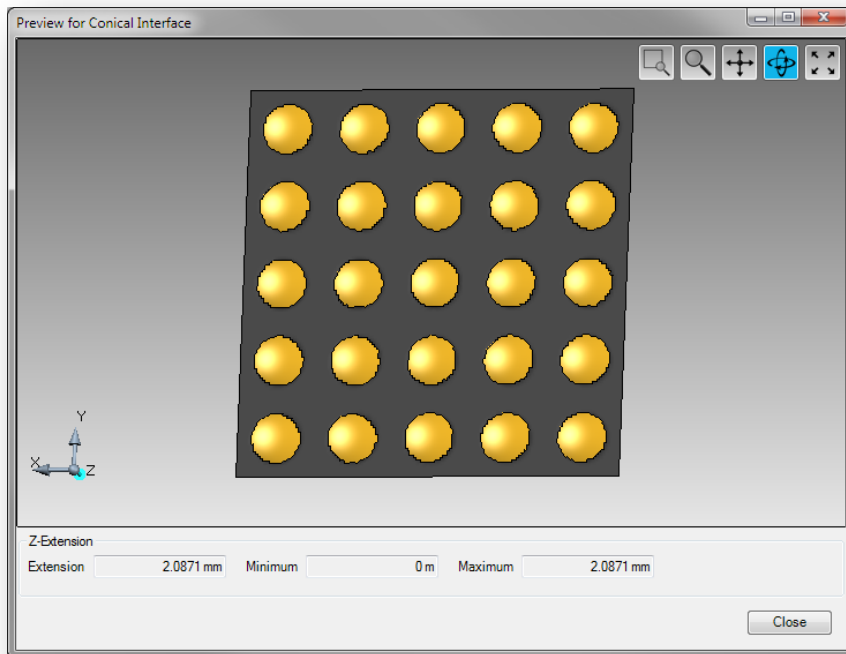 Preview for Conical Interface
Y
X
Z
Z-Extension
Extension 2.0871 mm Minimum 0 m Maximum 2.0871 mm
Close